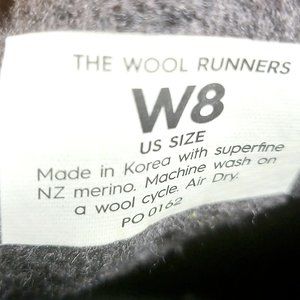 THE WOOL RUNNERS
W8
US SIZE
Made in Korea with superfine
NZ merino. Machine wash on
a wool cycle. Air Dry.
PO 0162